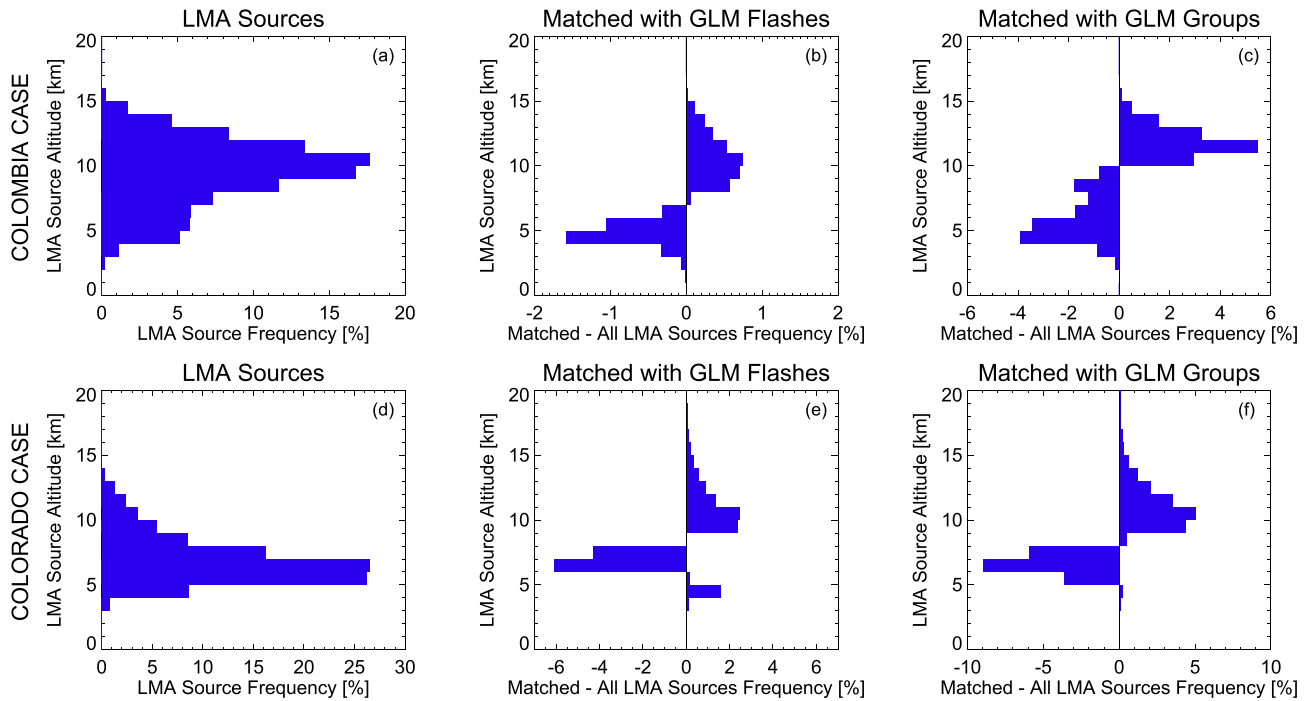 LMA Sources
Matched with GLM Flashes
Matched with GLM Groups
COLOMBIA CASE
LMA Source Altitude [km]
20
15
10
5
0
(a)
0 5 10 15 20
LMA Source Frequency [%]
LMA Source Altitude [km]
20
15
10
5
0
(b)
-2 -1 0 1 2
Matched - All LMA Sources Frequency [%]
LMA Source Altitude [km]
20
15
10
5
0
(c)
-6 -4 -2 0 2 4 6
Matched - All LMA Sources Frequency [%]
LMA Sources
Matched with GLM Flashes
Matched with GLM Groups
COLORADO CASE
LMA Source Altitude [km]
20
15
10
5
0
(d)
0 5 10 15 20 25 30
LMA Source Frequency [%]
LMA Source Altitude [km]
20
15
10
5
0
(e)
-6 -4 -2 0 2 4 6
Matched - All LMA Sources Frequency [%]
LMA Source Altitude [km]
20
15
10
5
0
(f)
-10 -5 0 5 10
Matched - All LMA Sources Frequency [%]